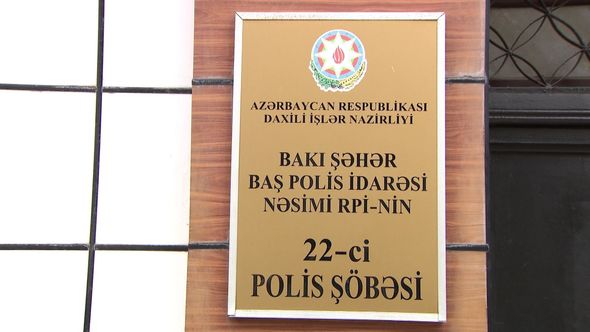 AZƏRBAYCAN RESPUBLİKASI
DAXİLİ İŞLƏR NAZİRLİYİ
BAKI ŞƏHƏR
BAŞ POLİS İDARƏSİ
NƏSİMİ RPİ-NİN
22-ci
POLİS ŞÖBƏSİ